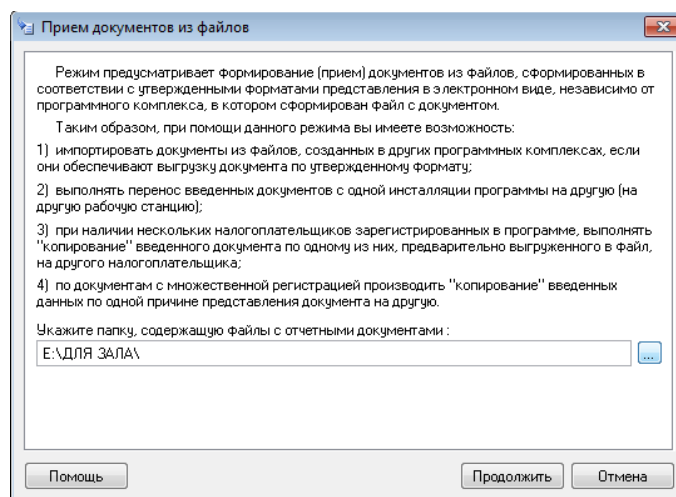 Прием документов из файлов
Режим предусматривает формирование (прием) документов из файлов, сформированных в
соответствии с утвержденными форматами представления в электронном виде, независимо от
программного комплекса, в котором сформирован файл с документом.
Таким образом, при помощи данного режима вы имеете возможность:
1) импортировать документы из файлов, созданных в других программных комплексах, если
они обеспечивают выгрузку документа по утвержденному формату;
2) выполнять перенос введенных документов с одной инсталляции программы на другую (на
другую рабочую станцию);
3) при наличии нескольких налогоплательщиков зарегистрированных в программе, выполнять
"копирование" введенного документа по одному из них, предварительно выгруженного в файл,
на другого налогоплательщика;
4) по документам с множественной регистрацией производить "копирование" введенных
данных по одной причине представления документа на другую.
Укажите папку, содержащую файлы с отчетными документами :
E:\ДЛЯ ЗАЛА\
...
Помощь
Продолжить
Отмена